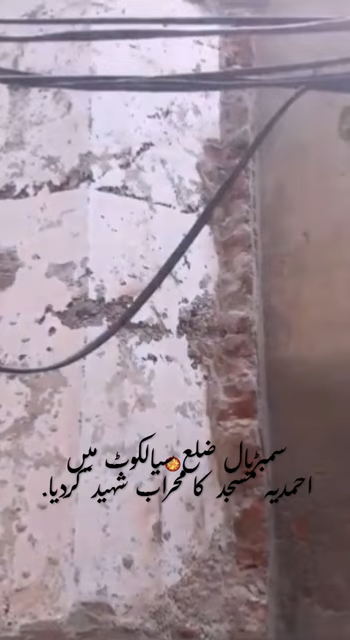 سمبڑیال ضلع سیالکوٹ میں
احمدیہ مسجد کا محراب شہید کردیا.